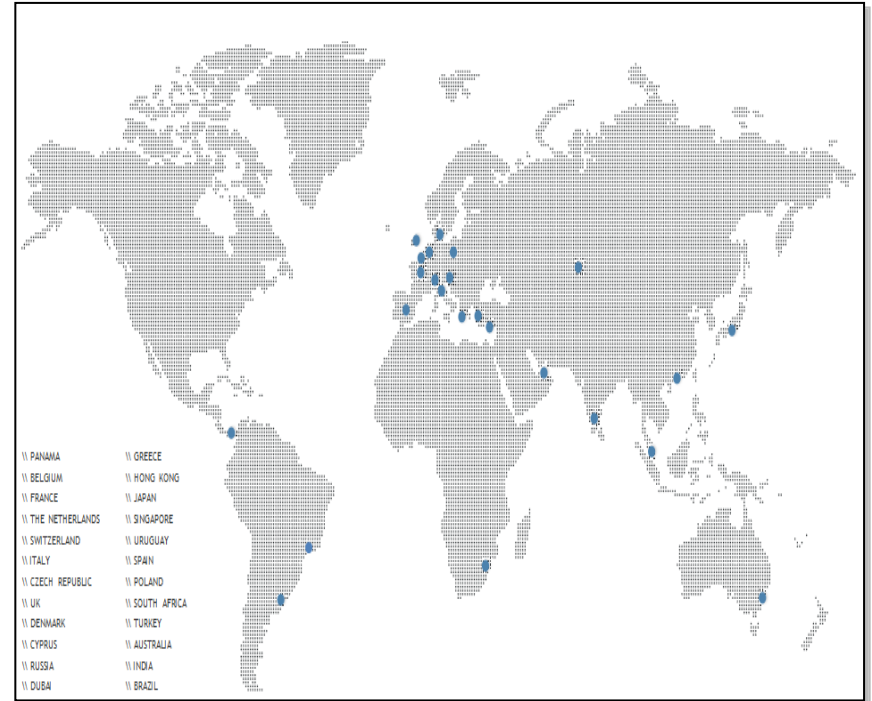 \\ PANAMA
\\ BELGIUM
\\ FRANCE
\\ THE NETHERLANDS
\\ SWITZERLAND
\\ ITALY
\\ CZECH REPUBLIC
\\ UK
\\ DENMARK
\\ CYPRUS
\\ RUSSIA
\\ DUBAI
\\ GREECE
\\ HONG KONG
\\ JAPAN
\\ SINGAPORE
\\ URUGUAY
\\ SPAIN
\\ POLAND
\\ SOUTH AFRICA
\\ TURKEY
\\ AUSTRALIA
\\ INDIA
\\ BRAZIL